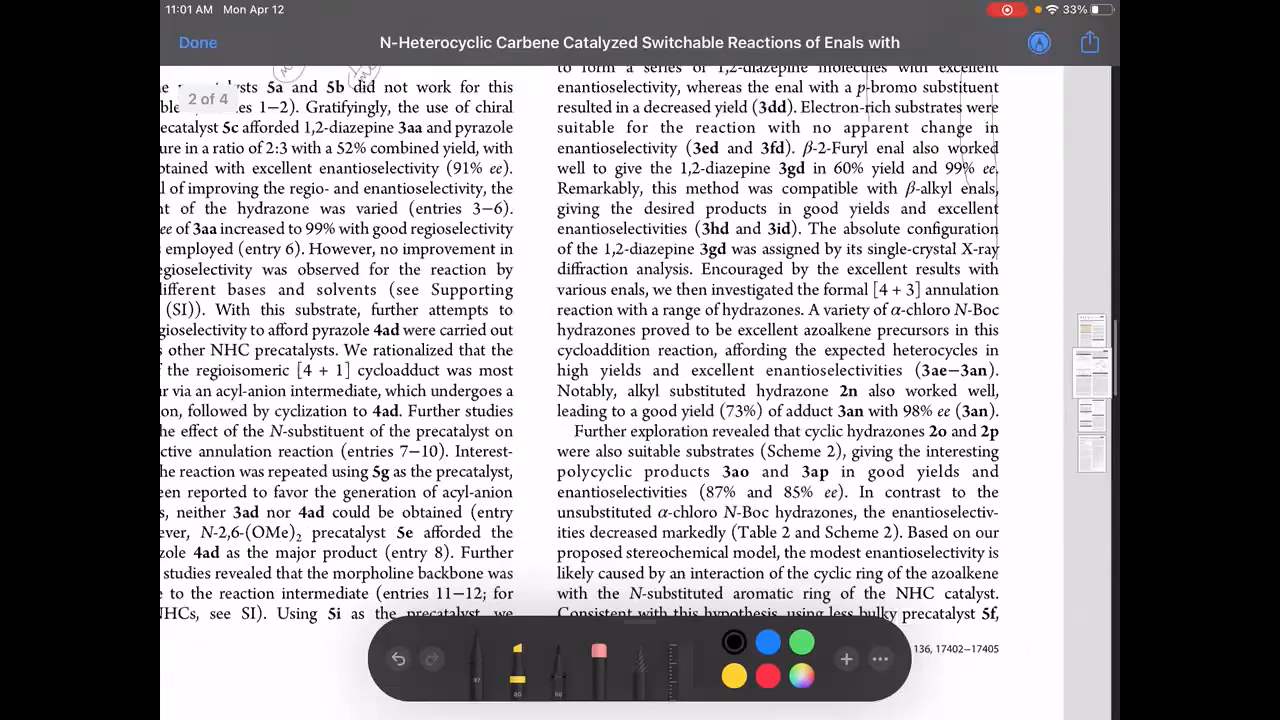 11:01 AM Mon Apr 12
33%
Done
N-Heterocyclic Carbene Catalyzed Switchable Reactions of Enals with
2 of 4
5a and 5b did not work for this
1−2). Gratifyingly, the use of chiral
5c afforded 1,2-diazepine 3aa and pyrazole
in a ratio of 2:3 with a 52% combined yield, with
with excellent enantioselectivity (91% ee).
of improving the regio- and enantioselectivity, the
of the hydrazone was varied (entries 3−6).
ee of 3aa increased to 99% with good regioselectivity
employed (entry 6). However, no improvement in
was observed for the reaction by
bases and solvents (see Supporting
(SI)). With this substrate, further attempts to
to afford pyrazole 4ad were carried out
other NHC precatalysts. We rationalized that the
the regioisomeric [4 + 1] cycloadduct was most
via an acyl-anion intermediate, which undergoes a
followed by cyclization to 4ad. Further studies
effect of the N-substituent of the precatalyst on
annulation reaction (entries 7−10). Interest-
the reaction was repeated using 5g as the precatalyst,
reported to favor the generation of acyl-anion
neither 3ad nor 4ad could be obtained (entry
N-2,6-(OMe)2 precatalyst 5e afforded the
4ad as the major product (entry 8). Further
studies revealed that the morpholine backbone was
to the reaction intermediate (entries 11−12; for
NHCs, see SI). Using 5i as the precatalyst, we
to form a series of 1,2-diazepine molecules with excellent
enantioselectivity, whereas the enal with a p-bromo substituent
resulted in a decreased yield (3dd). Electron-rich substrates were
suitable for the reaction with no apparent change in
enantioselectivity (3ed and 3fd). β-2-Furyl enal also worked
well to give the 1,2-diazepine 3gd in 60% yield and 99% ee.
Remarkably, this method was compatible with β-alkyl enals,
giving the desired products in good yields and excellent
enantioselectivities (3hd and 3id). The absolute configuration
of the 1,2-diazepine 3gd was assigned by its single-crystal X-ray
diffraction analysis. Encouraged by the excellent results with
various enals, we then investigated the formal [4 + 3] annulation
reaction with a range of hydrazones. A variety of α-chloro N-Boc
hydrazones proved to be excellent azoalkene precursors in this
cycloaddition reaction, affording the expected heterocycles in
high yields and excellent enantioselectivities (3ae−3an).
Notably, alkyl substituted hydrazone 2n also worked well,
leading to a good yield (73%) of adduct 3an with 98% ee (3an).
Further exploration revealed that cyclic hydrazones 2o and 2p
were also suitable substrates (Scheme 2), giving the interesting
polycyclic products 3ao and 3ap in good yields and
enantioselectivities (87% and 85% ee). In contrast to the
unsubstituted α-chloro N-Boc hydrazones, the enantioselectiv-
ities decreased markedly (Table 2 and Scheme 2). Based on our
proposed stereochemical model, the modest enantioselectivity is
likely caused by an interaction of the cyclic ring of the azoalkene
with the N-substituted aromatic ring of the NHC catalyst.
Consistent with this hypothesis, using less bulky precatalyst 5f,
136, 17402−17405
97
80
50